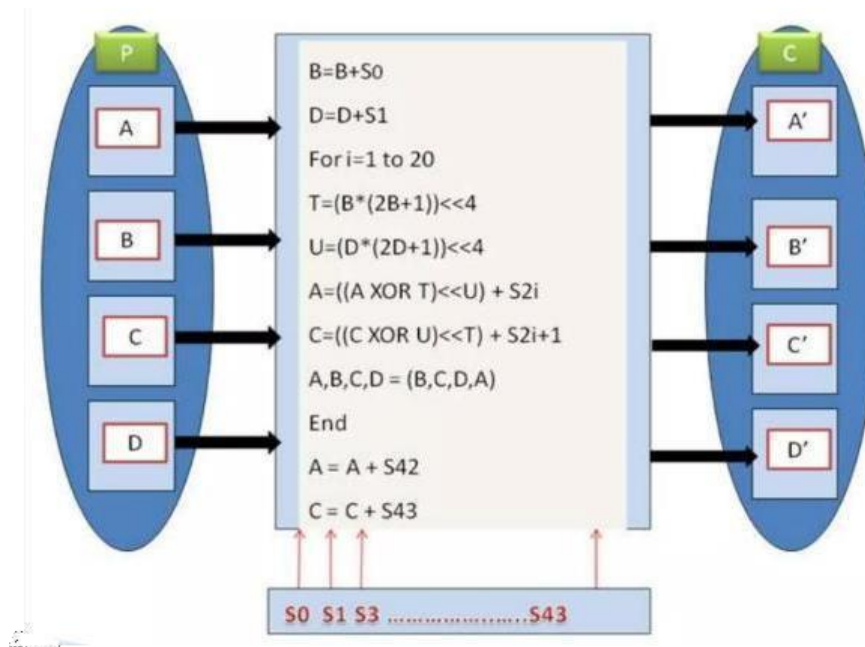 P
A
B
C
D
B=B+S0
D=D+S1
For i=1 to 20
T=(B*(2B+1))<<4
U=(D*(2D+1))<<4
A=((A XOR T)<<U) + S2i
C=((C XOR U)<<T) + S2i+1
A,B,C,D = (B,C,D,A)
End
A = A + S42
C = C + S43
C
A’
B’
C’
D’
S0 S1 S3 .......................S43